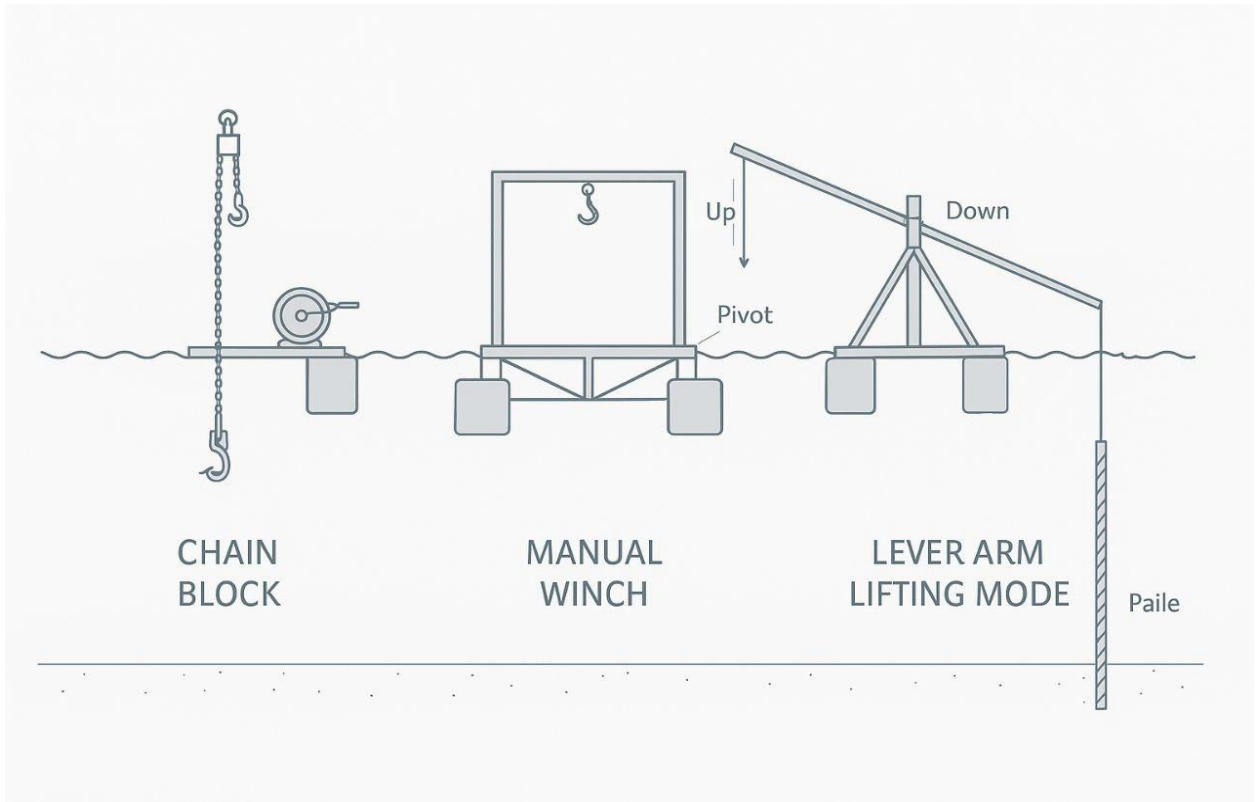 Up
Down
Pivot
CHAIN
BLOCK
MANUAL
WINCH
LEVER ARM
LIFTING MODE
Paile